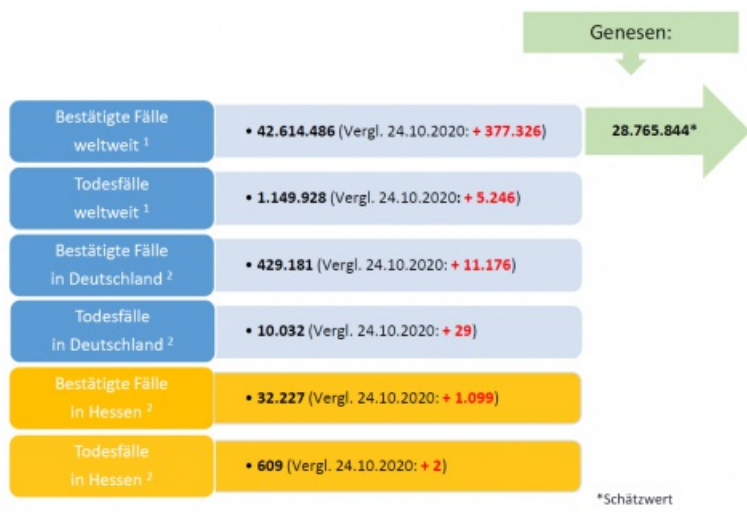 Genesen:
Bestätigte Fälle
weltweit ¹
• 42.614.486 (Vergl. 24.10.2020: + 377.326)
28.765.844*
Todesfälle
weltweit ¹
• 1.149.928 (Vergl. 24.10.2020: + 5.246)
Bestätigte Fälle
in Deutschland ²
• 429.181 (Vergl. 24.10.2020: + 11.176)
Todesfälle
in Deutschland ²
• 10.032 (Vergl. 24.10.2020: + 29)
Bestätigte Fälle
in Hessen ²
• 32.227 (Vergl. 24.10.2020: + 1.099)
Todesfälle
in Hessen ²
• 609 (Vergl. 24.10.2020: + 2)
*Schätzwert